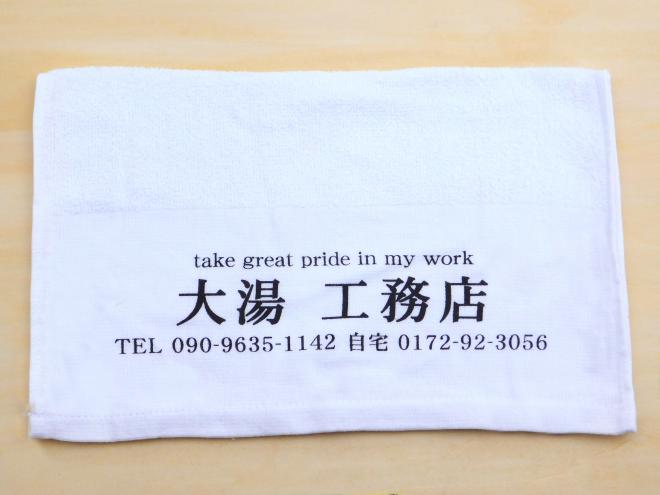 take great pride in my work
大湯 工務店
TEL 090-9635-1142 自宅 0172-92-3056